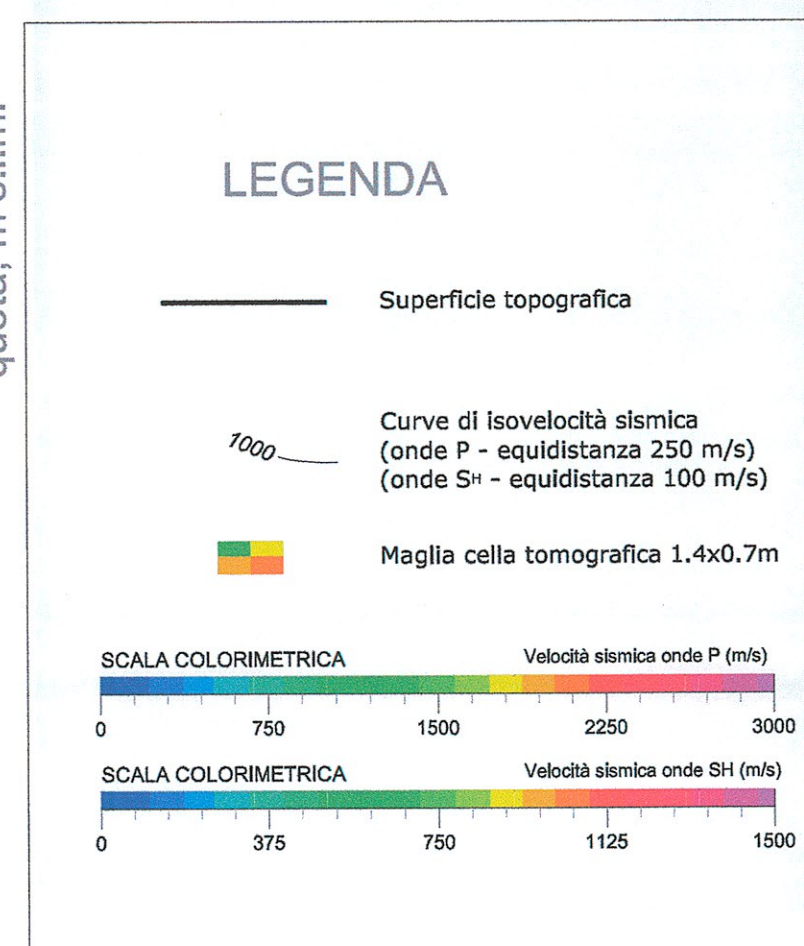 LEGENDA
Superficie topografica
1000
Curve di isovelocità sismica
(onde P - equidistanza 250 m/s)
(onde SH - equidistanza 100 m/s)
Maglia cella tomografica 1.4x0.7m
SCALA COLORIMETRICA Velocità sismica onde P (m/s)
0 750 1500 2250 3000
SCALA COLORIMETRICA Velocità sismica onde SH (m/s)
0 375 750 1125 1500